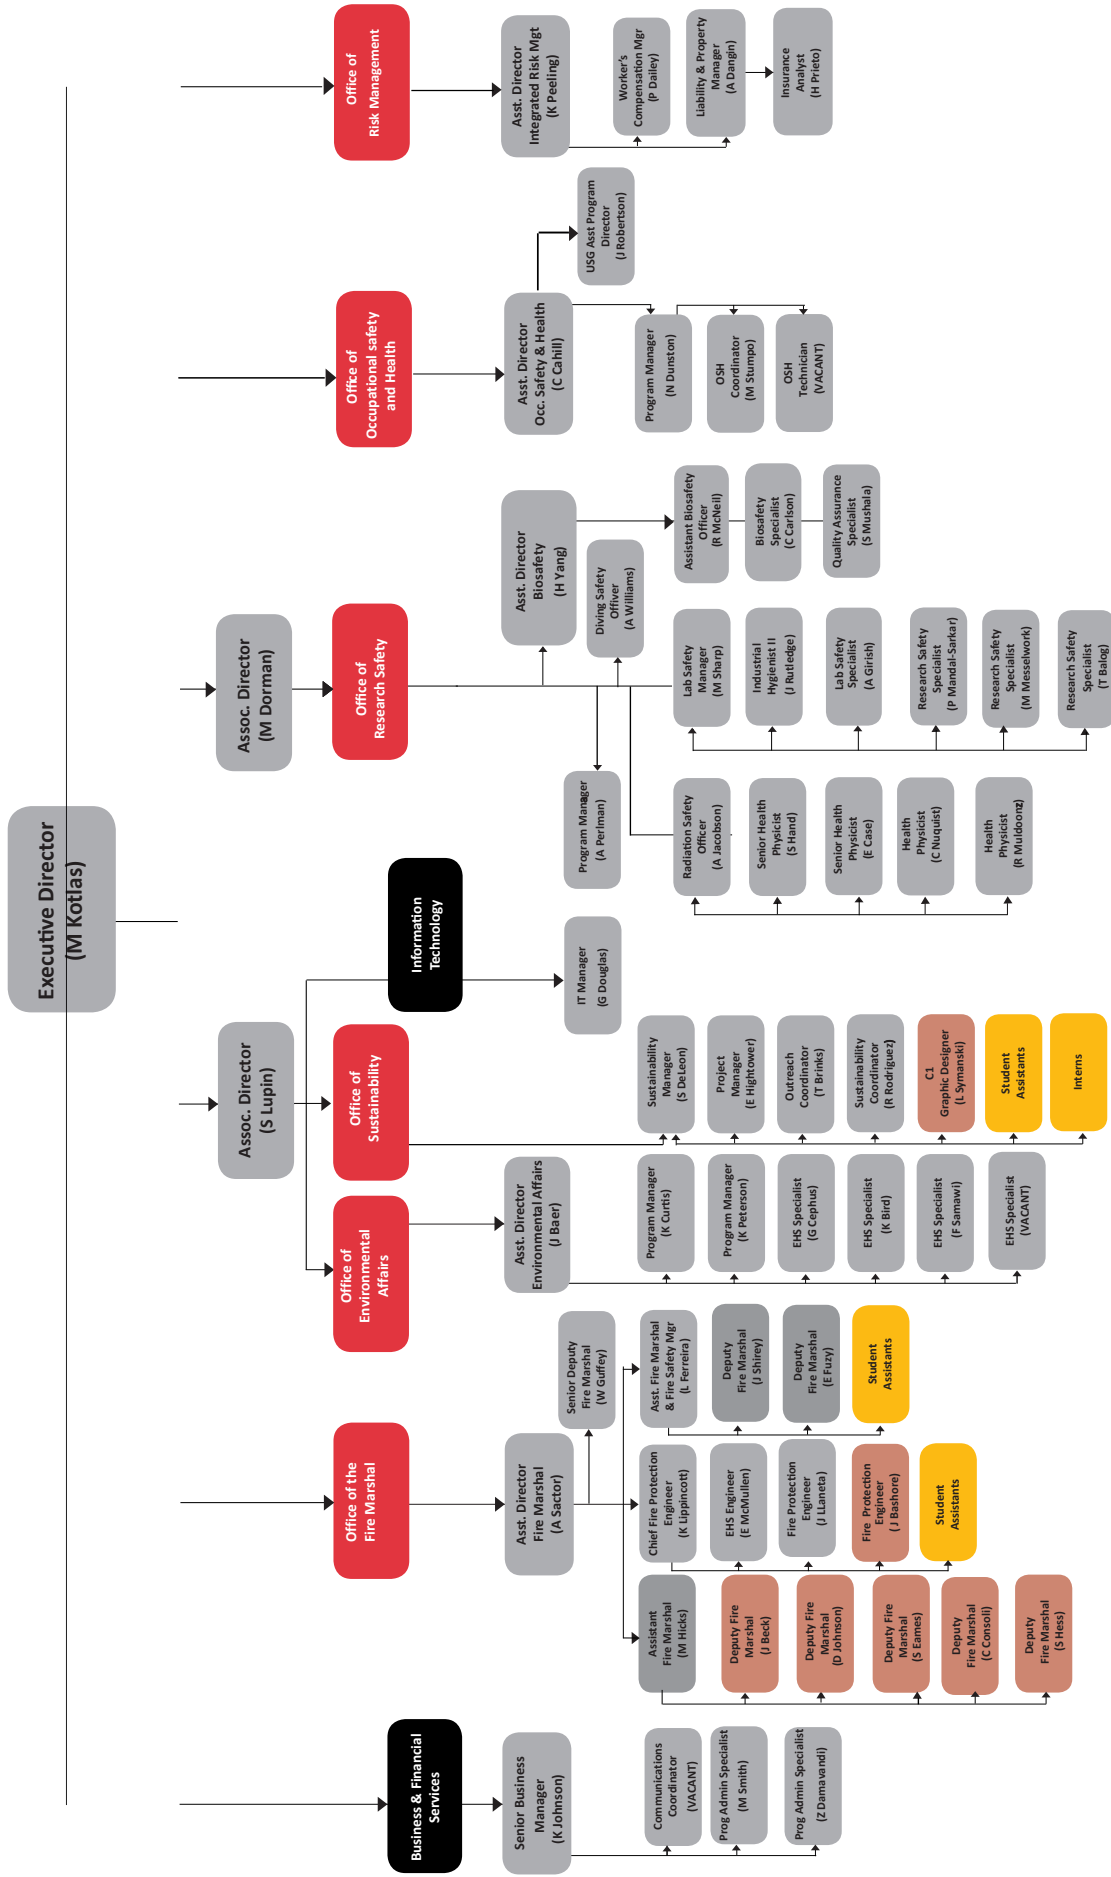 Executive Director
(M Kotlas)
Business & Financial
Services
Senior Business
Manager
(K Johnson)
Communications
Coordinator
(VACANT)
Prog Admin Specialist
(M Smith)
Prog Admin Specialist
(Z Damavandi)
Office of the
Fire Marshal
Asst. Director
Fire Marshal
(A Sactor)
Senior Deputy
Fire Marshal
(W Guffey)
Assistant
Fire Marshal
(M Hicks)
Deputy Fire
Marshal
(J Beck)
Deputy Fire
Marshal
(D Johnson)
Deputy Fire
Marshal
(S Eames)
Deputy
Fire Marshal
(C Consoli)
Deputy
Fire Marshal
(S Hess)
Chief Fire Protection
Engineer
(K Lippincott)
EHS Engineer
(E McMullen)
Fire Protection
Engineer
(J LLaneta)
Fire Protection
Engineer
(J Bashore)
Student
Assistants
Asst. Fire Marshal
& Fire Safety Mgr
(L Ferreira)
Deputy
Fire Marshal
(J Shirey)
Deputy
Fire Marshal
(E Fuzy)
Student
Assistants
Assoc. Director
(S Lupin)
Office of
Environmental
Affairs
Asst. Director
Environmental Affairs
(J Baer)
Program Manager
(K Curtis)
Program Manager
(K Peterson)
EHS Specialist
(G Cephus)
EHS Specialist
(K Bird)
EHS Specialist
(F Samawi)
EHS Specialist
(VACANT)
Office of
Sustainability
Sustainability
Manager
(S DeLeon)
Project
Manager
(E Hightower)
Outreach
Coordinator
(T Brinks)
Sustainability
Coordinator
(R Rodriguez)
C1
Graphic Designer
(L Symanski)
Student
Assistants
Interns
Information
Technology
IT Manager
(G Douglas)
Assoc. Director
(M Dorman)
Office of
Research Safety
Program Manager
(A Perlman)
Radiation Safety
Officer
(A Jacobson)
Senior Health
Physicist
(S Hand)
Senior Health
Physicist
(E Case)
Health
Physicist
(C Nuquist)
Health
Physicist
(R Muldoon)
Diving Safety
Offiver
(A Williams)
Lab Safety
Manager
(M Sharp)
Industrial
Hygienist II
(J Rutledge)
Lab Safety
Specialist
(A Girish)
Research Safety
Specialist
(P Mandal-Sarkar)
Research Safety
Specialist
(M Messelwork)
Research Safety
Specialist
(T Balog)
Asst. Director
Biosafety
(H Yang)
Assistant Biosafety
Officer
(R McNeil)
Biosafety
Specialist
(C Carlson)
Quality Assurance
Specialist
(S Mushala)
Office of
Occupational safety
and Health
Asst. Director
Occ. Safety & Health
(C Cahill)
USG Asst Program
Director
(J Robertson)
Program Manager
(N Dunston)
OSH
Coordinator
(M Stumpo)
OSH
Technician
(VACANT)
Office of
Risk Management
Asst. Director
Integrated Risk Mgt
(K Peeling)
Worker's
Compensation Mgr
(P Dailey)
Liability & Property
Manager
(A Dangin)
Insurance
Analyst
(H Prieto)